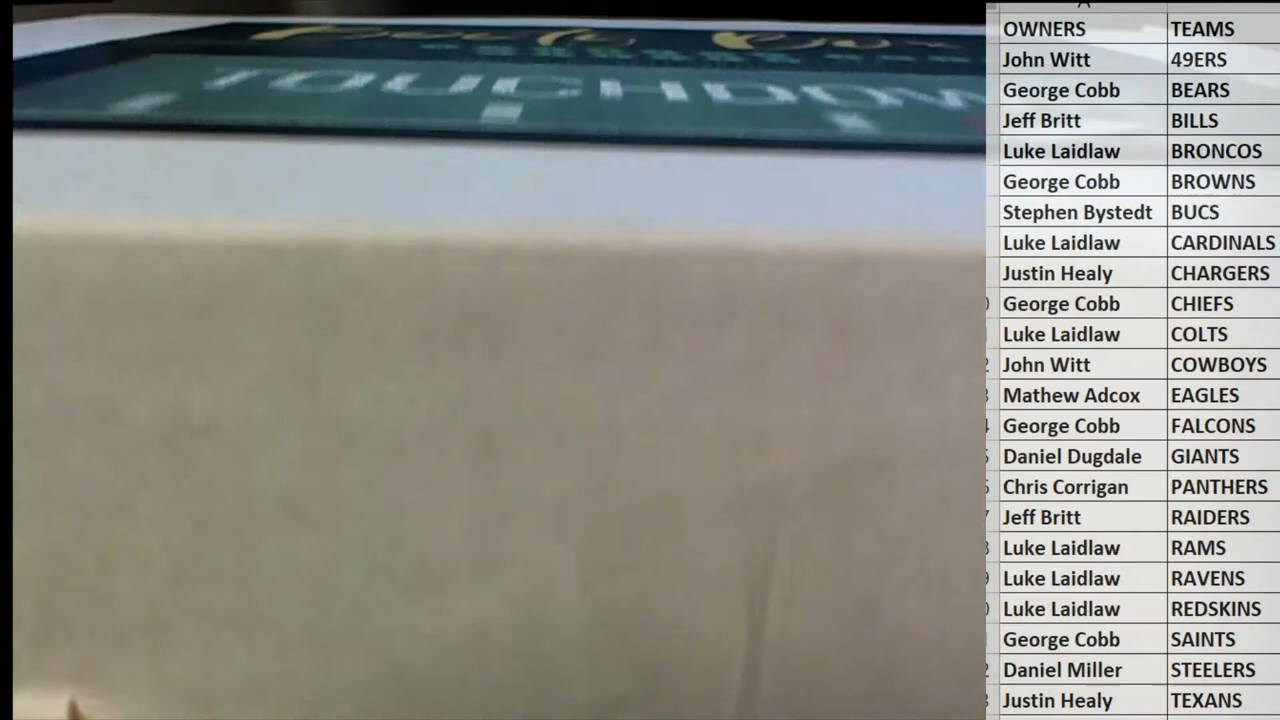 TOUCHDOW
A
OWNERS TEAMS
John Witt 49ERS
George Cobb BEARS
Jeff Britt BILLS
Luke Laidlaw BRONCOS
George Cobb BROWNS
Stephen Bystedt BUCS
Luke Laidlaw CARDINALS
Justin Healy CHARGERS
George Cobb CHIEFS
Luke Laidlaw COLTS
John Witt COWBOYS
Mathew Adcox EAGLES
George Cobb FALCONS
Daniel Dugdale GIANTS
Chris Corrigan PANTHERS
Jeff Britt RAIDERS
Luke Laidlaw RAMS
Luke Laidlaw RAVENS
Luke Laidlaw REDSKINS
George Cobb SAINTS
Daniel Miller STEELERS
Justin Healy TEXANS